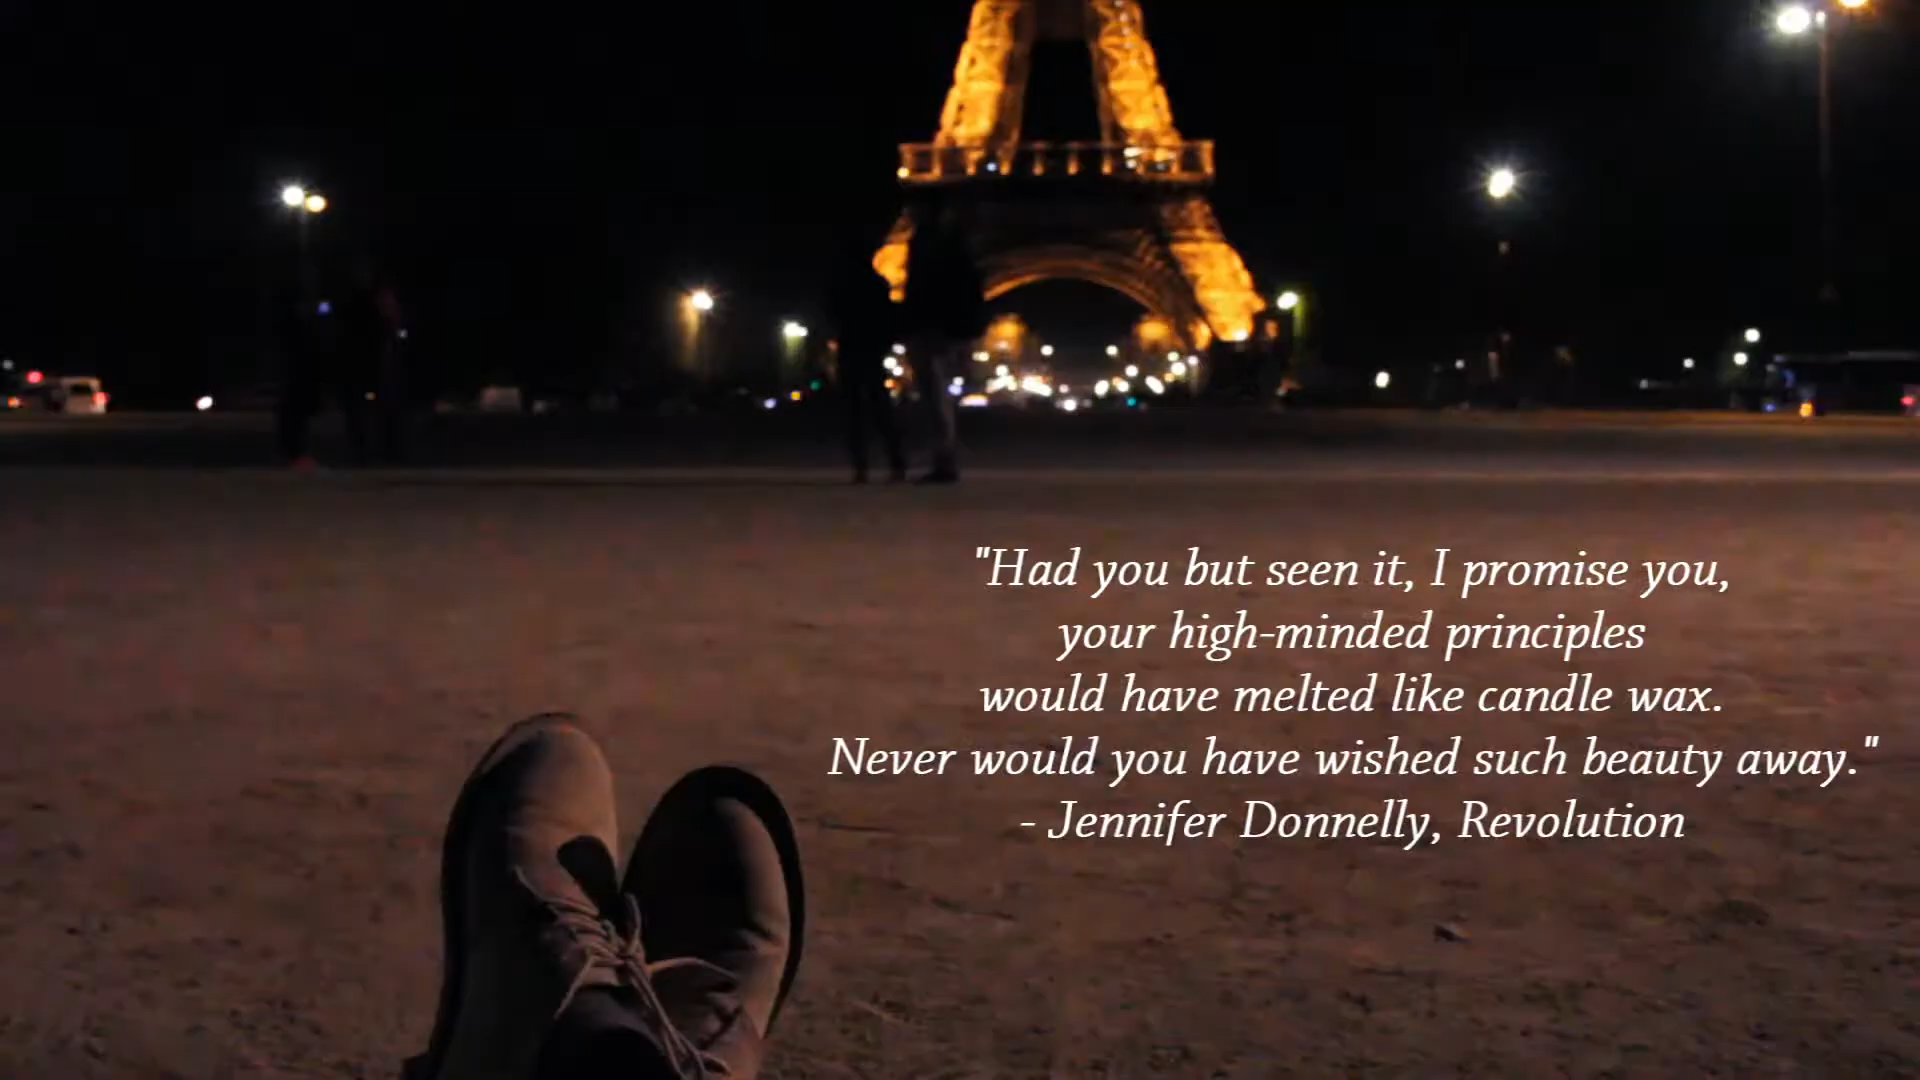 "Had you but seen it, I promise you,
your high-minded principles
would have melted like candle wax.
Never would you have wished such beauty away."
- Jennifer Donnelly, Revolution